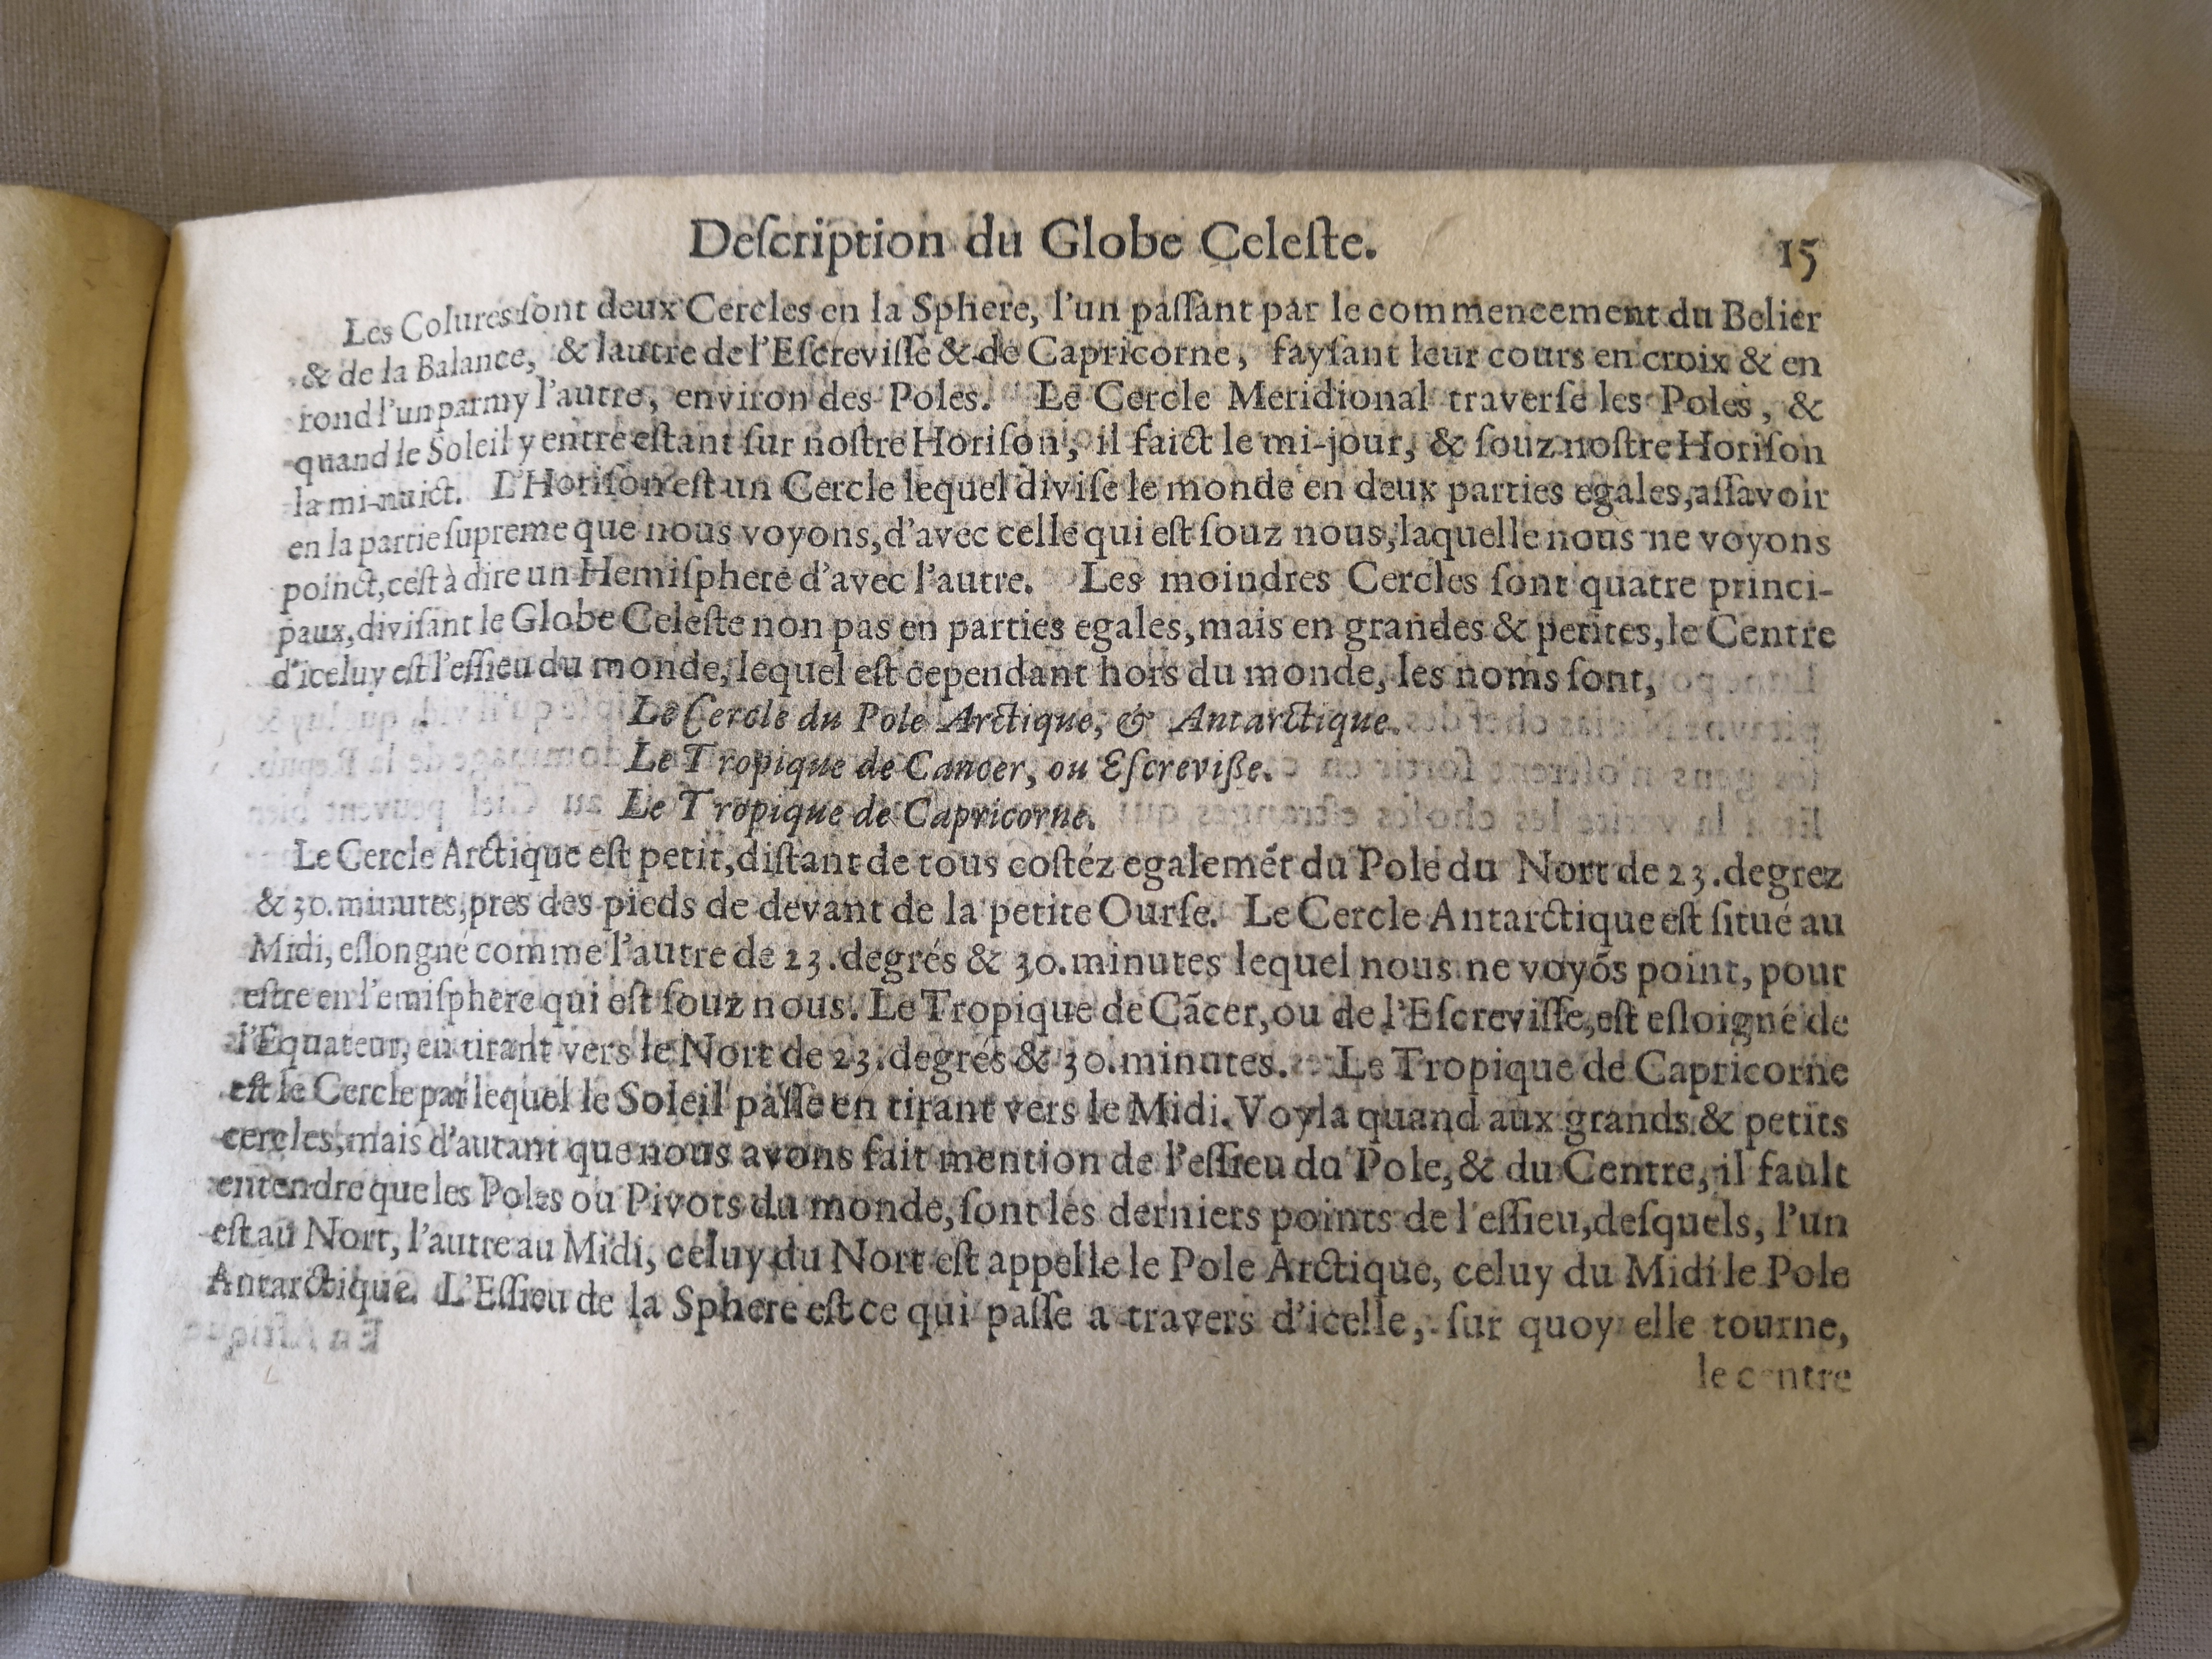 Deſcription du Globe Celeſte. 15
Les Colures ſont deux Cercles en la Sphere, l'un paſſant par le commencement du Belier
& de la Balance, & lautre de l'Eſcreviſſe & de Capricorne, fayſant leur cours en croix & en
rond l'un parmy l'autre, environ des Poles. Le Cercle Meridional traverſe les Poles, &
quand le Soleil y entre eſtant ſur noſtre Horiſon, il faict le mi-jour, & ſouz noſtre Horiſon
la mi-nuict. L'Horiſon eſt un Cercle lequel diviſe le monde en deux parties egales, aſſavoir
en la partie ſupreme que nous voyons, d'avec celle qui eſt ſouz nous, laquelle nous ne voyons
poinct, ceſt à dire un Hemiſphere d'avec l'autre. Les moindres Cercles ſont quatre princi-
paux, diviſant le Globe Celeſte non pas en parties egales, mais en grandes & petites, le Centre
d'iceluy eſt l'eſſieu du monde, lequel eſt cependant hors du monde, les noms ſont,
Le Cercle du Pole Arctique, & Antarctique.
Le Tropique de Cancer, ou Eſcreviße.
Le Tropique de Capricorne.
Le Cercle Arctique eſt petit, diſtant de tous coſtéz egalemét du Pole du Nort de 23. degrez
& 30. minutes, pres des pieds de devant de la petite Ourſe. Le Cercle Antarctique eſt ſitué au
Midi, eſlongne comme l'autre de 23. degrés & 30. minutes lequel nous ne voyõs point, pour
eſtre en l'emiſphere qui eſt ſouz nous. Le Tropique de Cãcer, ou de l'Eſcreviſſe, eſt eſloigné de
l'Equateur, en tirant vers le Nort de 23. degrés & 30. minutes. Le Tropique de Capricorne
eſt le Cercle par lequel le Soleil paſſe en tirant vers le Midi. Voyla quand aux grands & petits
cercles, mais d'autant que nous avons fait mention de l'eſſieu du Pole, & du Centre, il fault
entendre que les Poles ou Pivots du monde, ſont les derniers points de l'eſſieu, deſquels, l'un
eſt au Nort, l'autre au Midi, celuy du Nort eſt appelle le Pole Arctique, celuy du Midi le Pole
Antarctique. L'Eſſieu de la Sphere eſt ce qui paſſe a travers d'icelle, ſur quoy elle tourne,
le centre